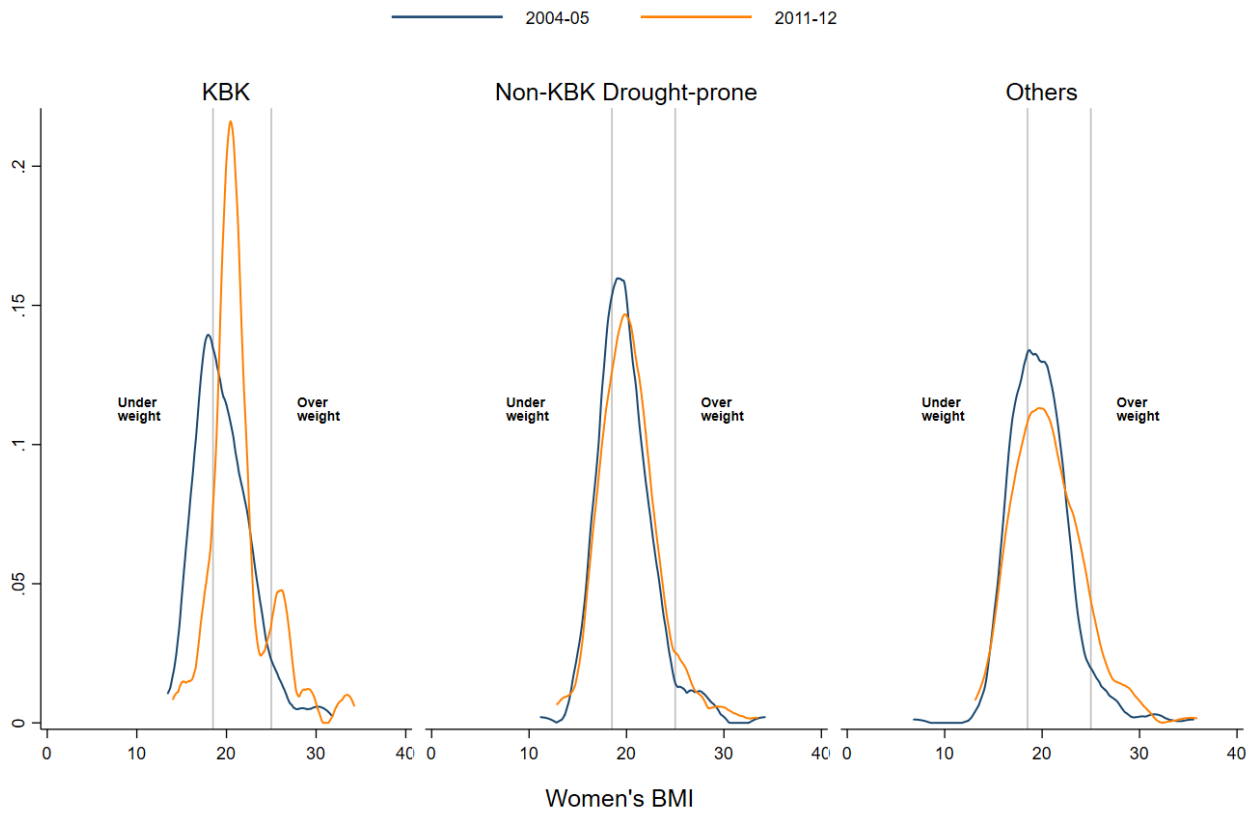 2004-05 2011-12
KBK Non-KBK Drought-prone Others
.2
.15
.1
.05
0
Under
weight
Over
weight
Under
weight
Over
weight
Under
weight
Over
weight
0 10 20 30 40 0 10 20 30 40 0 10 20 30 40
Women's BMI